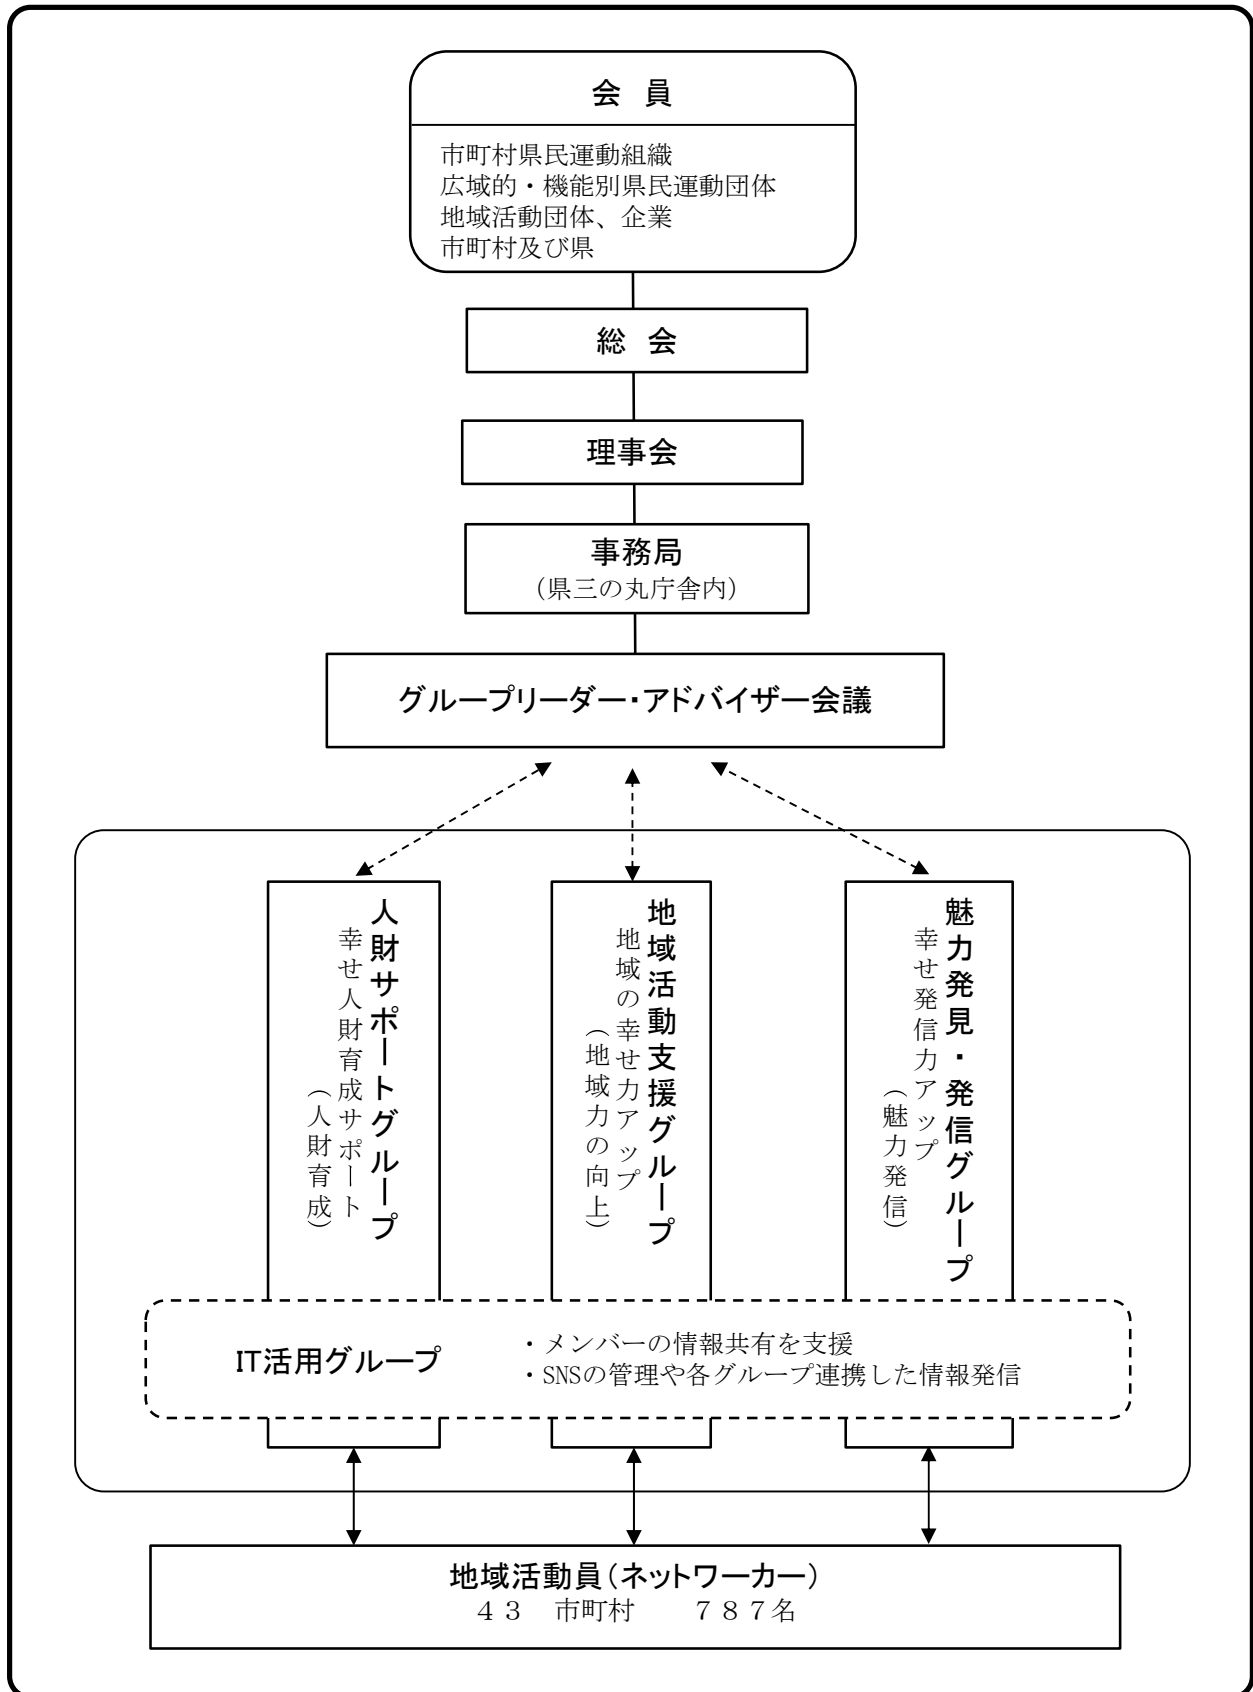 会 員
市町村県民運動組織
広域的・機能別県民運動団体
地域活動団体、企業
市町村及び県
総 会
理事会
事務局
（県三の丸庁舎内）
グループリーダー・アドバイザー会議
人財サポートグループ
幸せ人財育成サポート
（人財育成）
地域活動支援グループ
地域の幸せ力アップ
（地域力の向上）
魅力発見・発信グループ
幸せ発信力アップ
（魅力発信）
IT活用グループ
・メンバーの情報共有を支援
・SNSの管理や各グループ連携した情報発信
地域活動員（ネットワーカー）
４３　市町村　　７８７名